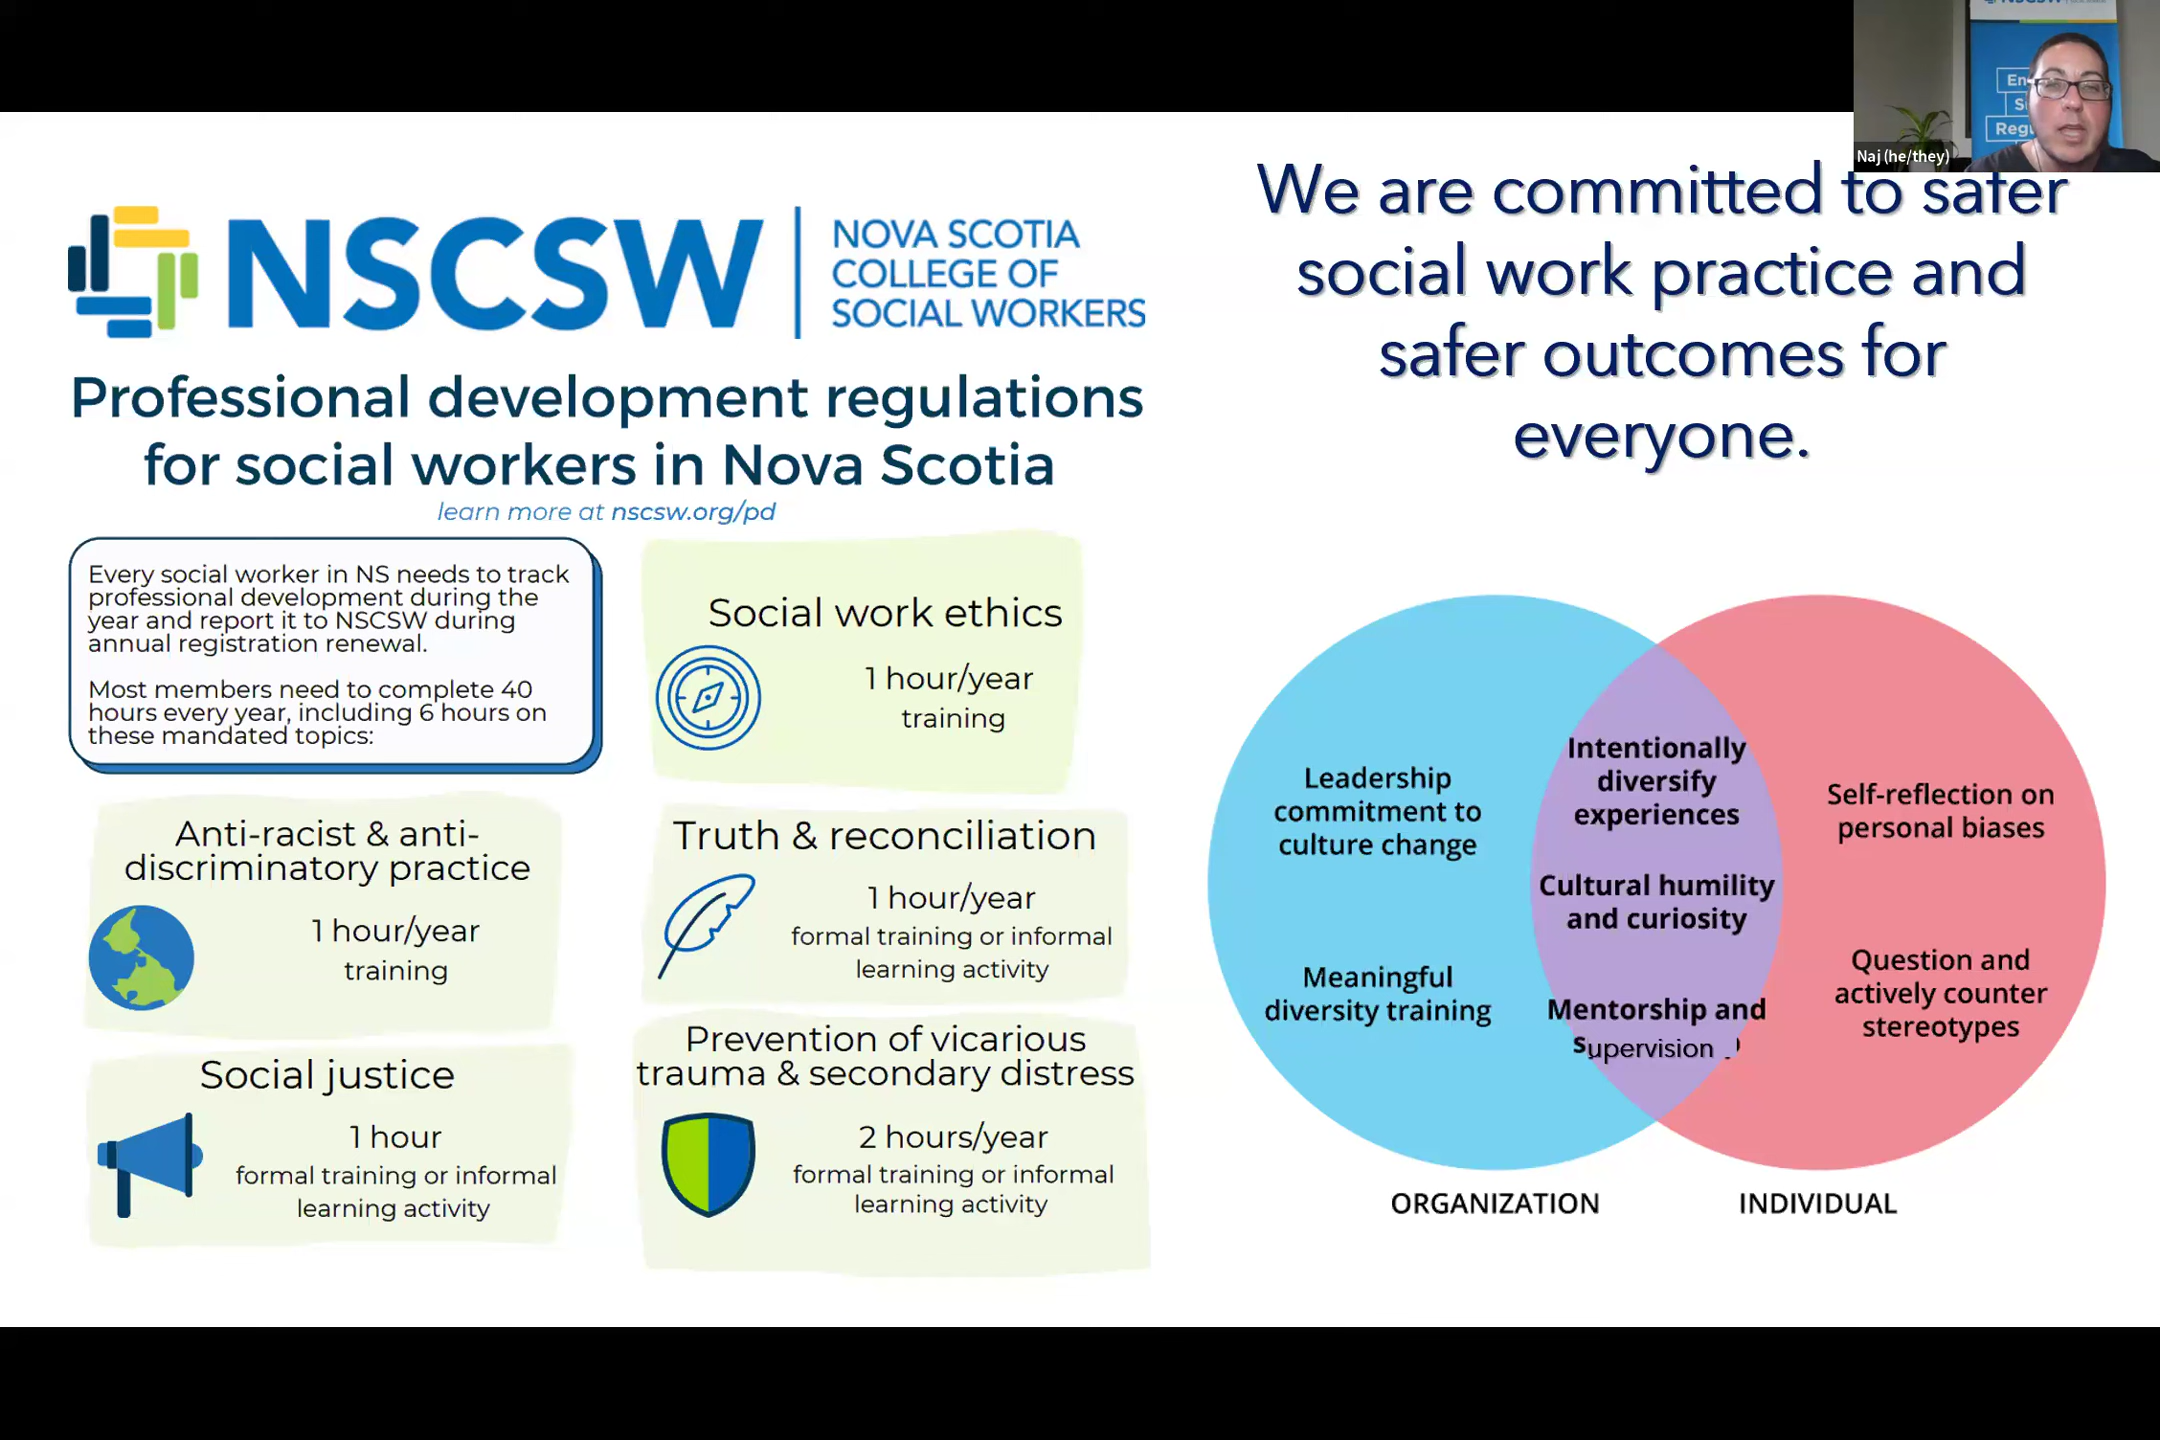 NSCSW
NOVA SCOTIA
COLLEGE OF
SOCIAL WORKERS
Professional development regulations
for social workers in Nova Scotia
learn more at nscsw.org/pd
Every social worker in NS needs to track
professional development during the
year and report it to NSCSW during
annual registration renewal.
Most members need to complete 40
hours every year, including 6 hours on
these mandated topics:
Social work ethics
1 hour/year
training
Anti-racist & anti-
discriminatory practice
1 hour/year
training
Truth & reconciliation
1 hour/year
formal training or informal
learning activity
Social justice
1 hour
formal training or informal
learning activity
Prevention of vicarious
trauma & secondary distress
2 hours/year
formal training or informal
learning activity
Naj (he/they)
We are committed to safer
social work practice and
safer outcomes for
everyone.
Leadership
commitment to
culture change
Meaningful
diversity training
Intentionally
diversify
experiences
Cultural humility
and curiosity
Mentorship and
supervision
Self-reflection on
personal biases
Question and
actively counter
stereotypes
ORGANIZATION
INDIVIDUAL